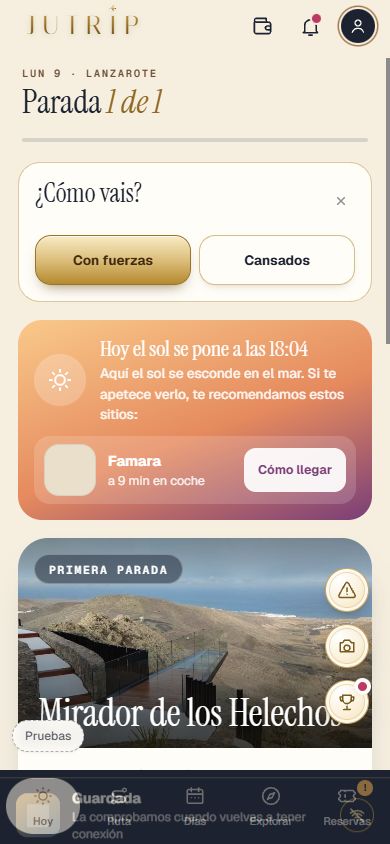 JUTRIP
LUN 9 · LANZAROTE
Parada 1 de 1
¿Cómo vais?
×
Con fuerzas
Cansados
Hoy el sol se pone a las 18:04
Aquí el sol se esconde en el mar. Si te
apetece verlo, te recomendamos estos
sitios:
Famara
a 9 min en coche
Cómo llegar
PRIMERA PARADA
Mirador de los Helechos
Pruebas
Guardada
La comprobamos cuando vuelvas a tener
conexión
Hoy
Ruta
Días
Explorar
Reservas
!